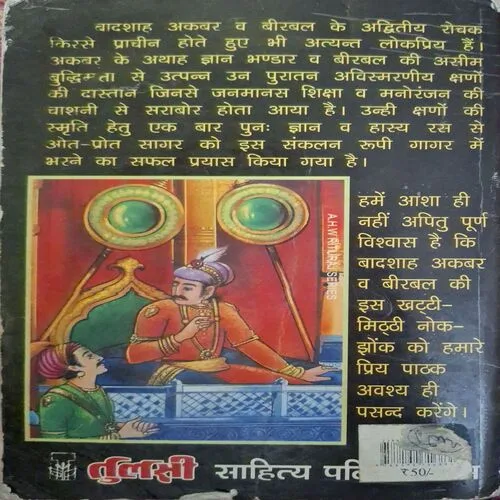 बादशाह अकबर व बीरबल के अद्वितीय रोचक
किस्से प्राचीन होते हुए भी अत्यन्त लोकप्रिय हैं।
अकबर के अथाह ज्ञान भण्डार व बीरबल की असीम
बुद्धिमता से उत्पन्न उन पुरातन अविस्मरणीय क्षणों
की दास्तान जिनसे जनमानस शिक्षा व मनोरंजन की
चाशनी से सराबोर होता आया है। उन्ही क्षणों की
स्मृति हेतु एक बार पुनः ज्ञान व हास्य रस से
ओत-प्रोत सागर को इस संकलन रूपी गागर में
भरने का सफल प्रयास किया गया है।
हमें आंशा ही
नहीं अपितु पूर्ण
विश्वास है कि
बादशाह अकबर
व बीरबल की
इस खट्टी-
मिठ्ठी नोक-
झोंक को हमारे
प्रिय पाठक
अवश्य ही
पसन्द करेंगे।
तुलसी साहित्य
₹50/-